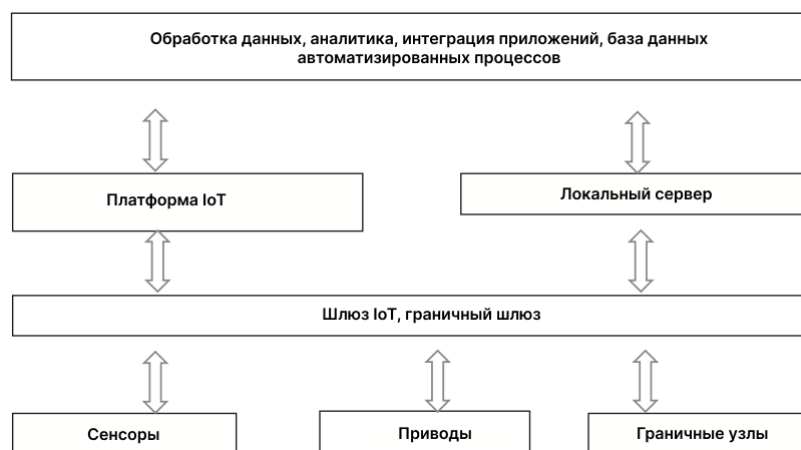 Обработка данных, аналитика, интеграция приложений, база данных
автоматизированных процессов
Платформа IoT
Локальный сервер
Шлюз IoT, граничный шлюз
Сенсоры
Приводы
Граничные узлы